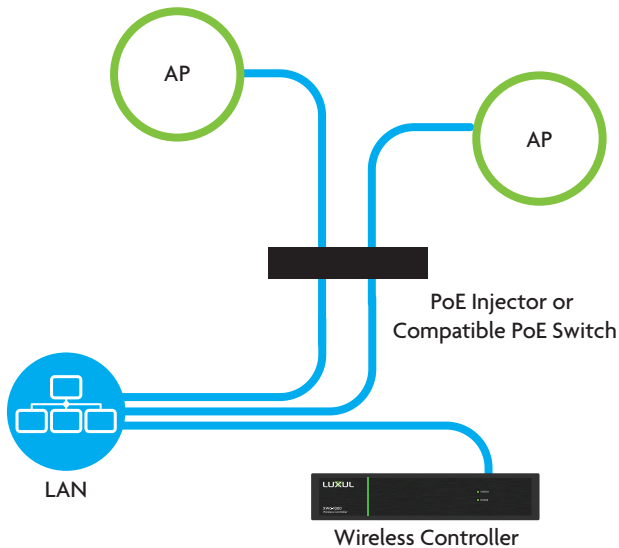 AP
AP
PoE Injector or
Compatible PoE Switch
LAN
LUXUL
Wireless Controller